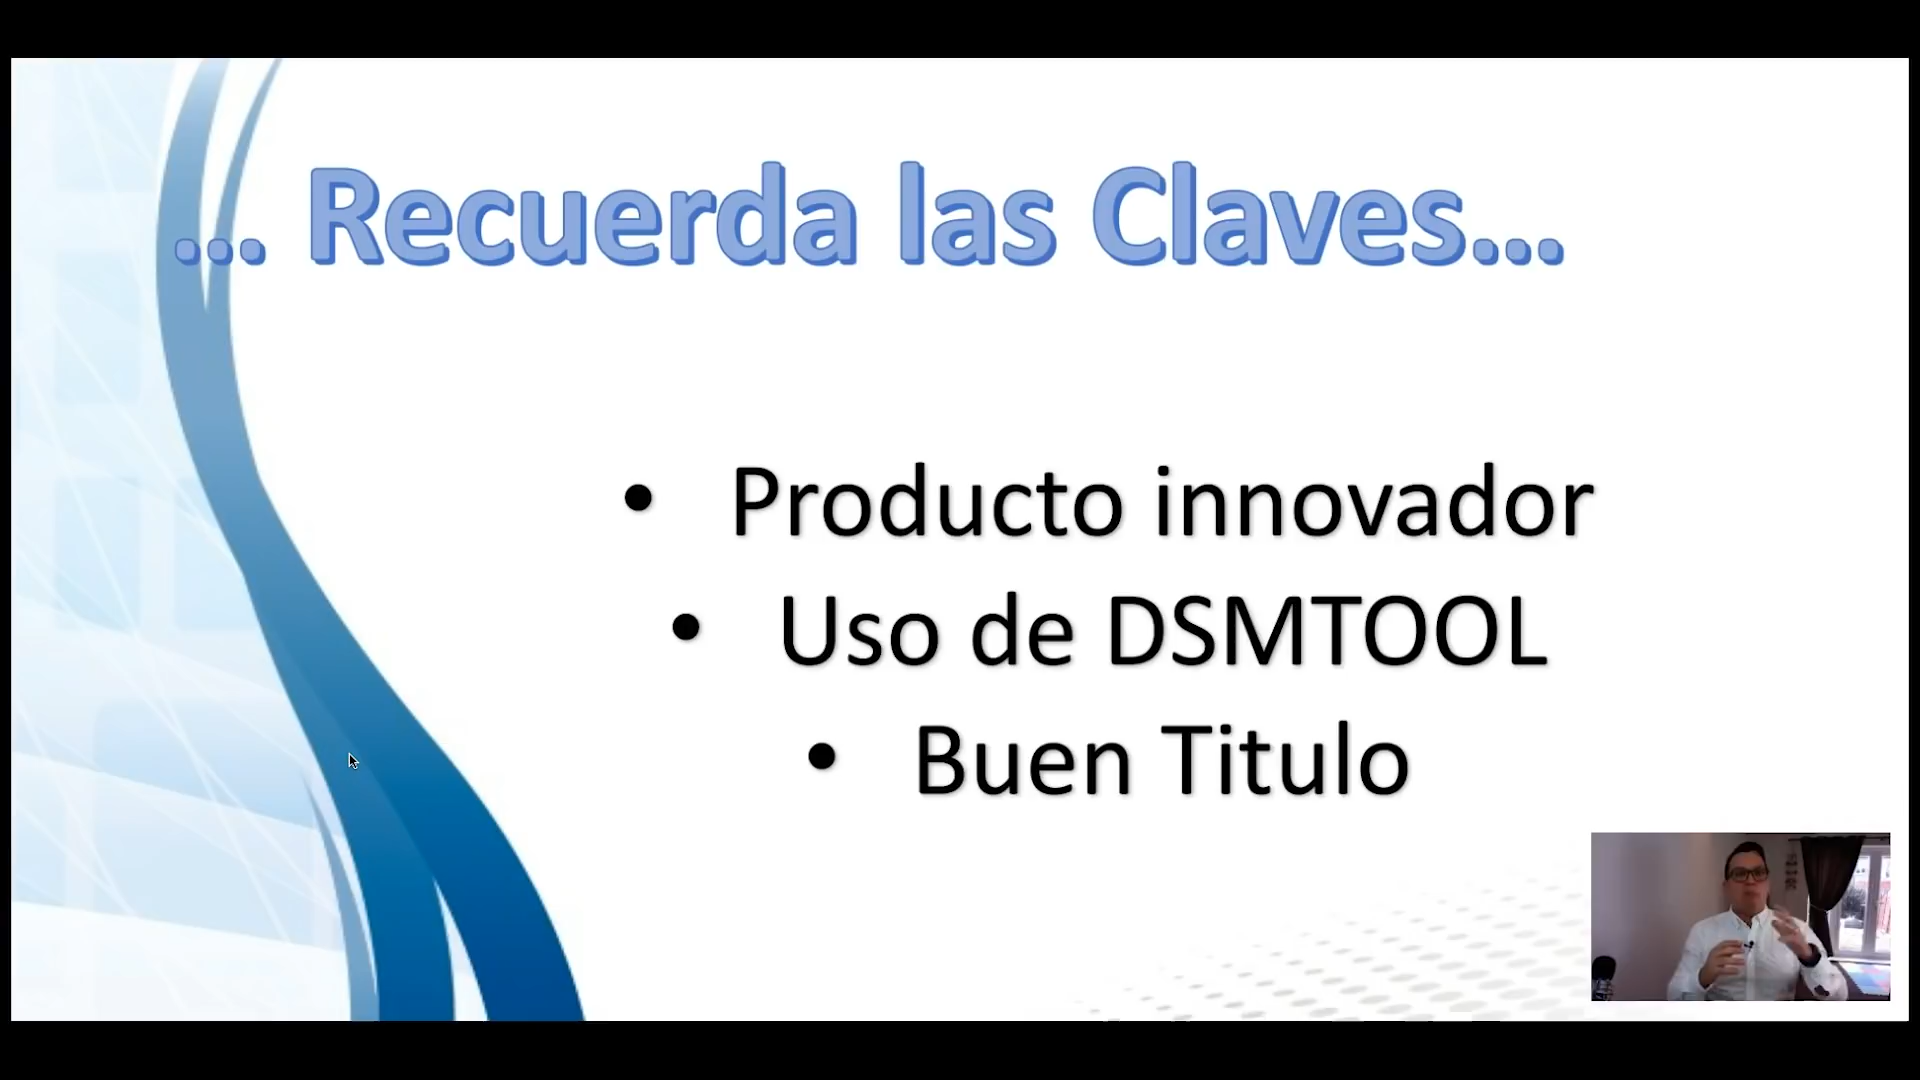 ... Recuerda las Claves...
• Producto innovador
• Uso de DSMTOOL
• Buen Titulo